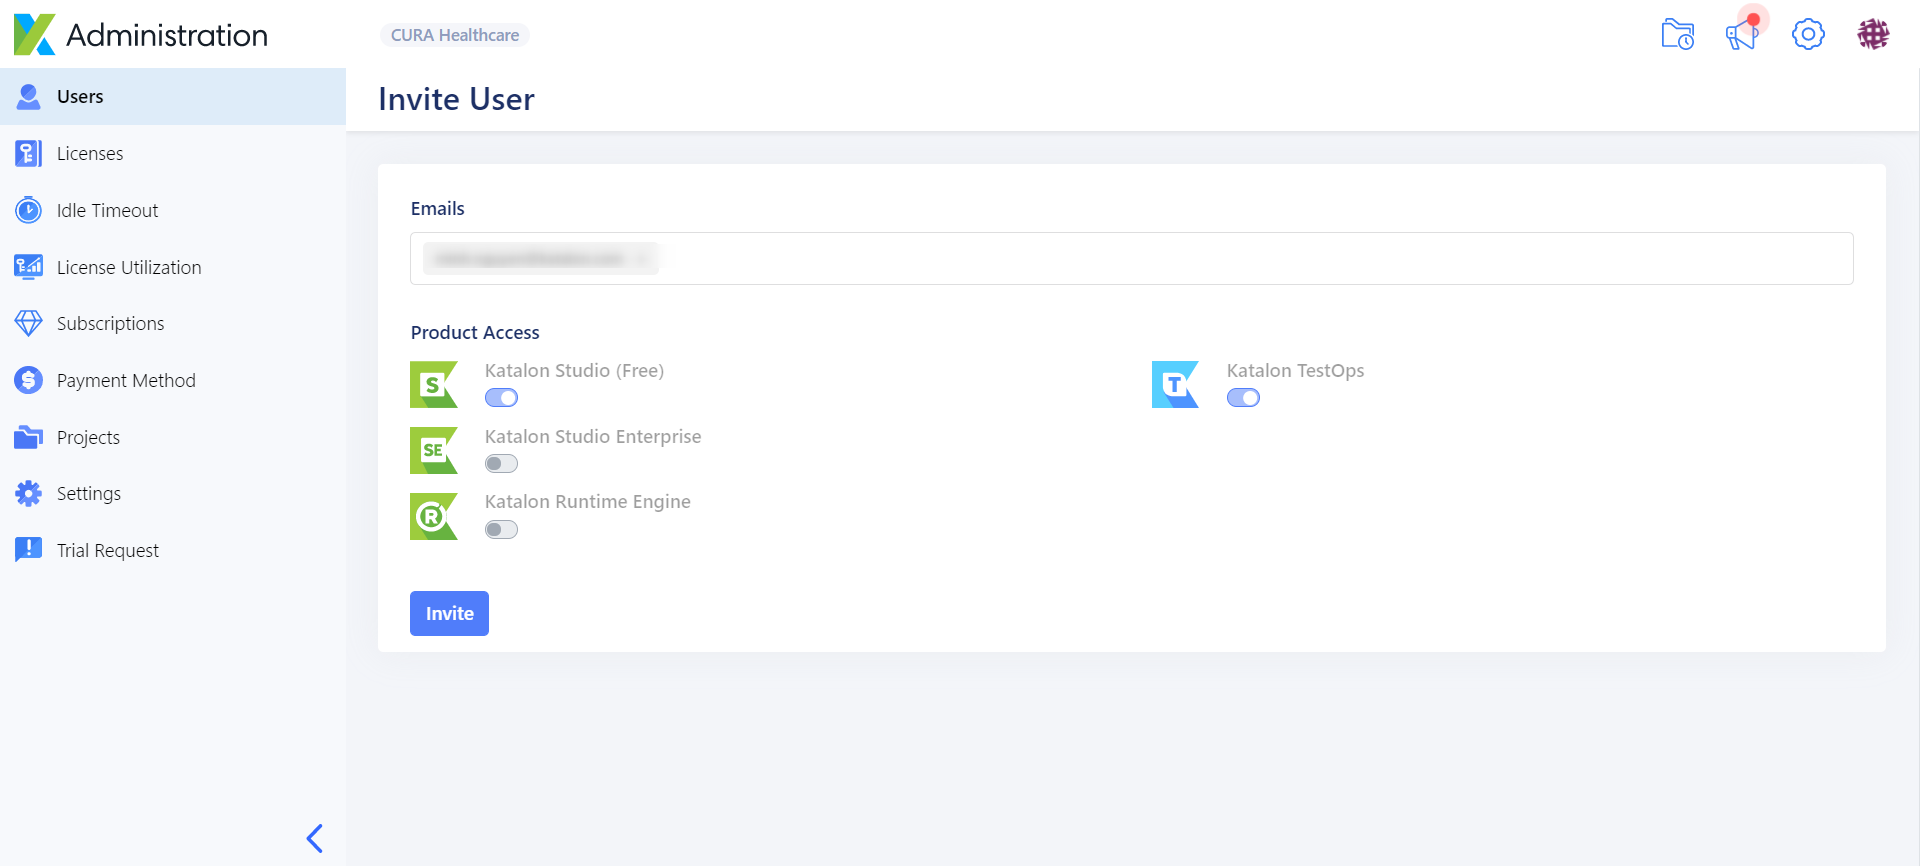 Administration
CURA Healthcare
Users
Licenses
Idle Timeout
License Utilization
Subscriptions
Payment Method
Projects
Settings
Trial Request
Invite User
Emails
Product Access
S
Katalon Studio (Free)
T
Katalon TestOps
SE
Katalon Studio Enterprise
R
Katalon Runtime Engine
Invite